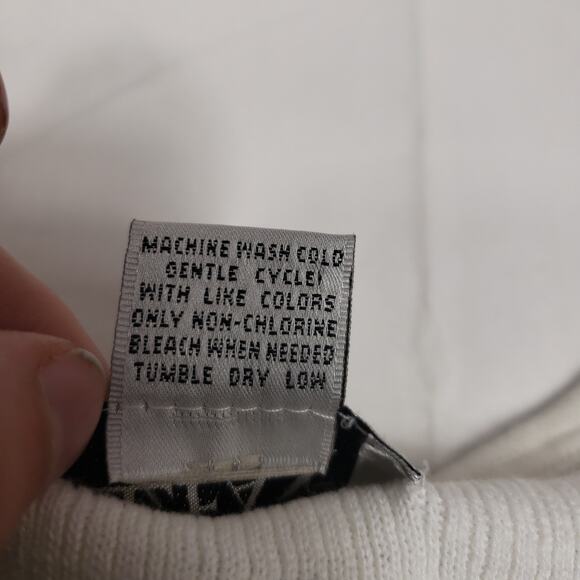 MACHINE WASH COLD
GENTLE CYCLE,
WITH LIKE COLORS
ONLY NON-CHLORINE
BLEACH WHEN NEEDED
TUMBLE DRY LOW